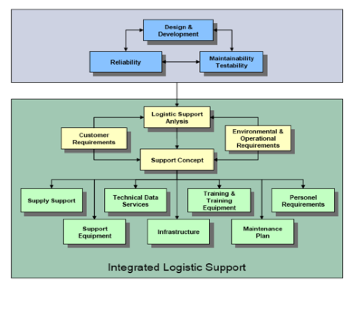 Design &
Development
Reliability
Maintainability
Testability
Logistic Support
Anlysis
Customer
Requirements
Environmental &
Operational
Requirements
Support Concept
Supply Support
Technical Data
Services
Training &
Training
Equipment
Personel
Requirements
Support
Equipment
Infrastructure
Maintenance
Plan
Integrated Logistic Support